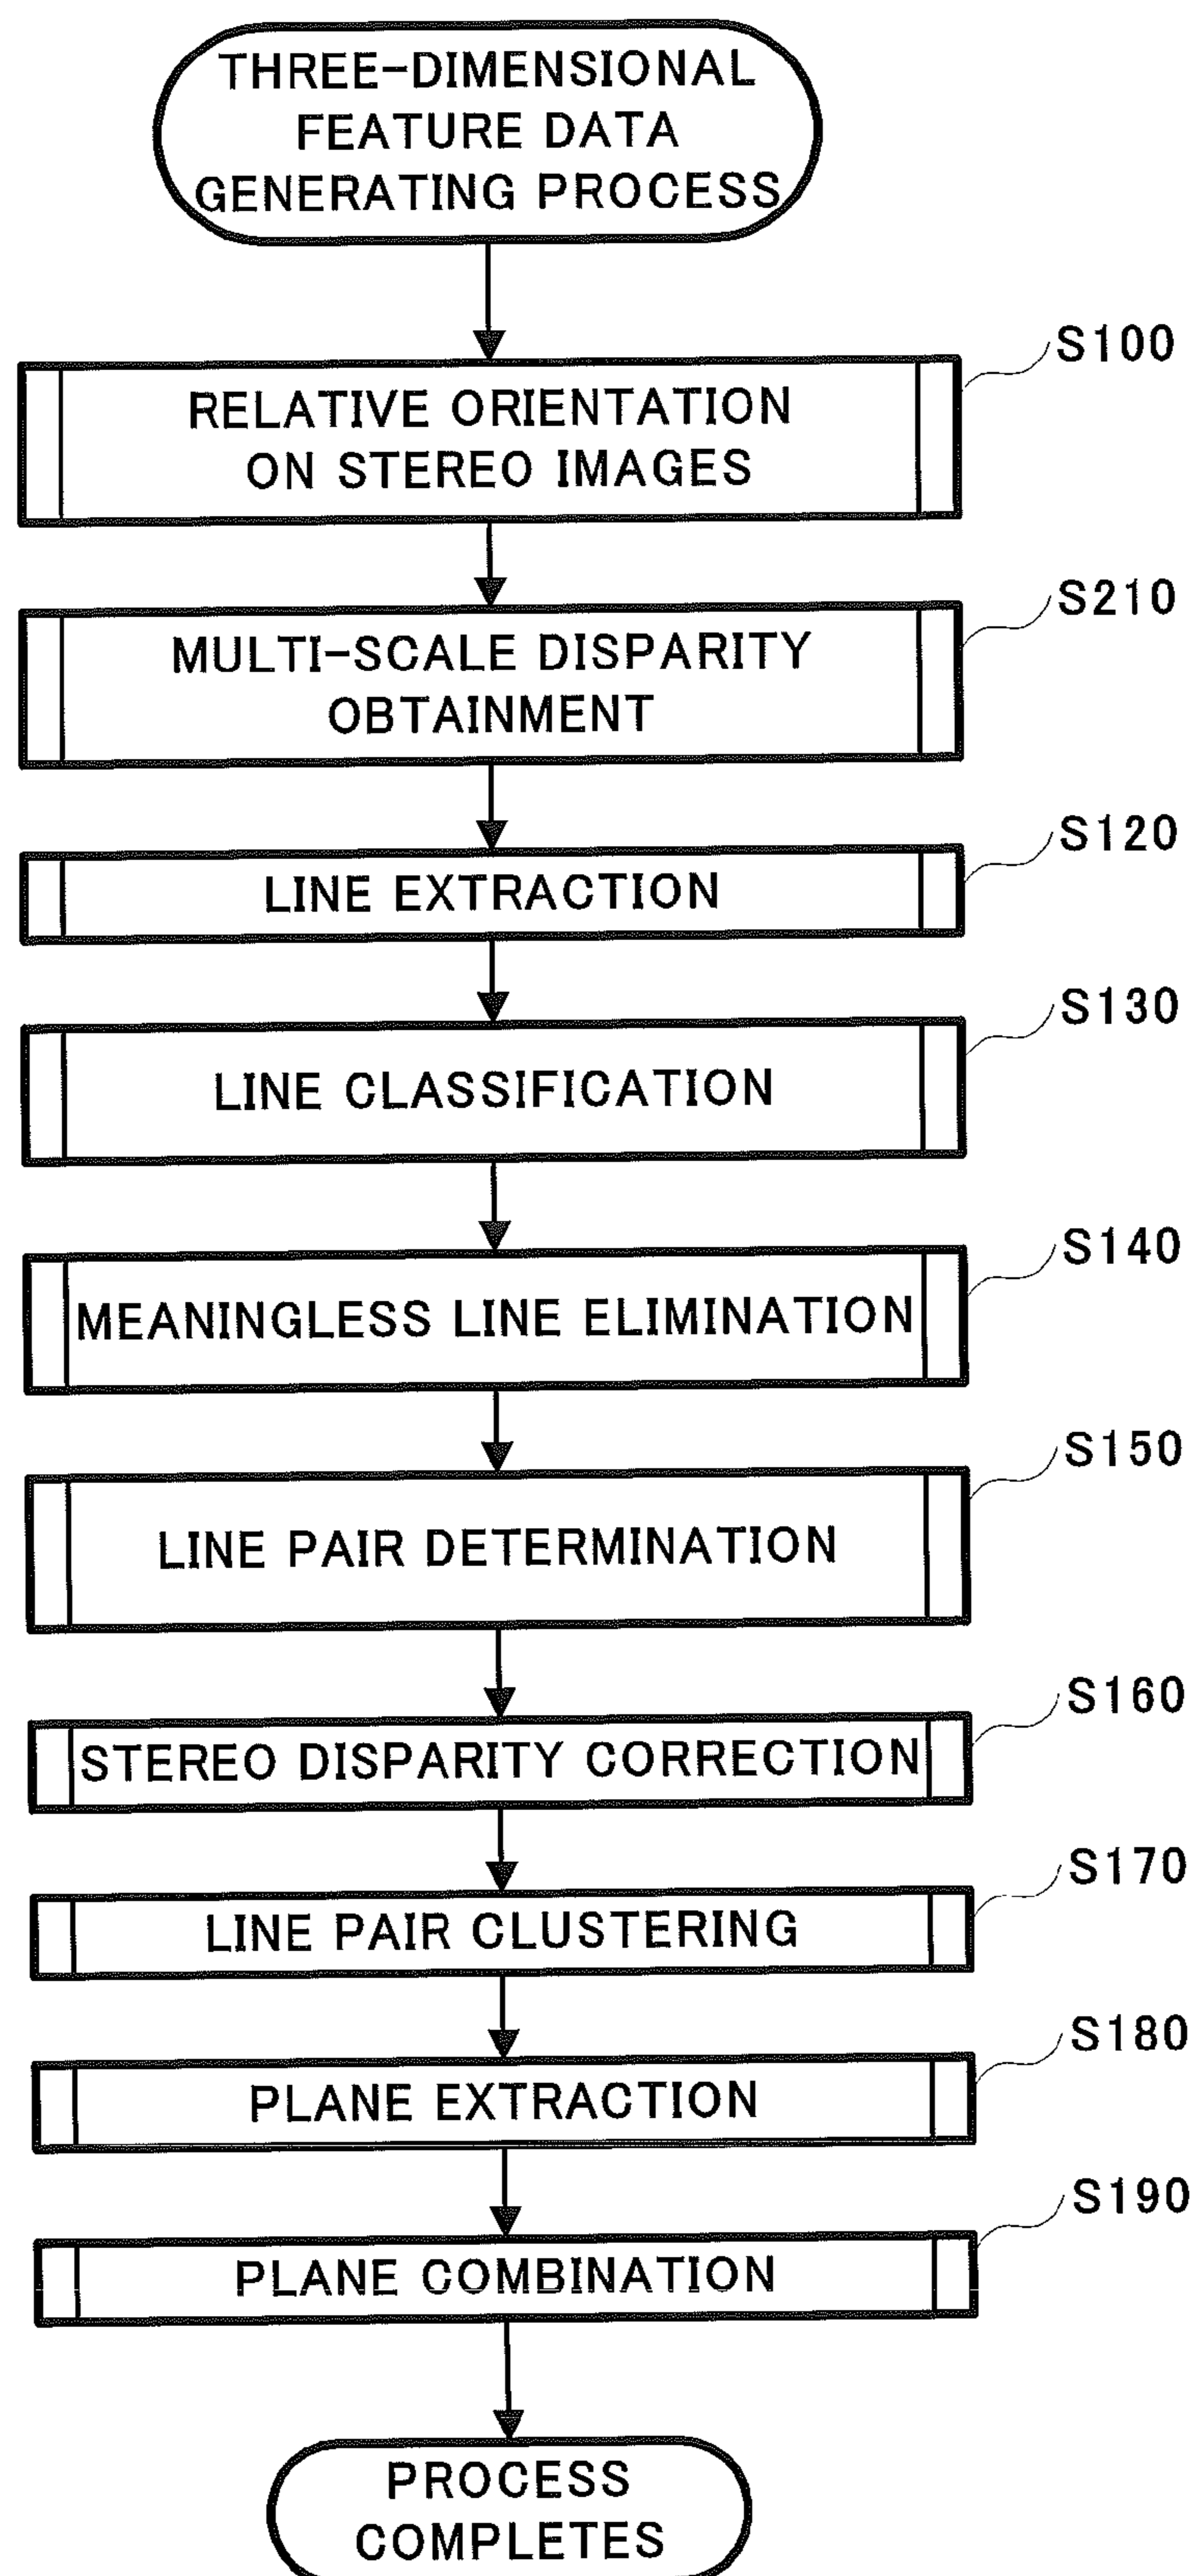 THREE-DIMENSIONAL
FEATURE DATA
GENERATING PROCESS
S100
RELATIVE ORIENTATION
ON STEREO IMAGES
S210
MULTI-SCALE DISPARITY
OBTAINMENT
S120
LINE EXTRACTION
S130
LINE CLASSIFICATION
S140
MEANINGLESS LINE ELIMINATION
S150
LINE PAIR DETERMINATION
S160
STEREO DISPARITY CORRECTION
S170
LINE PAIR CLUSTERING
S180
PLANE EXTRACTION
S190
PLANE COMBINATION
PROCESS
COMPLETES